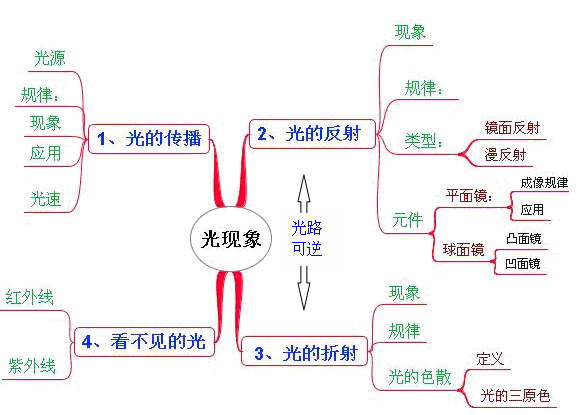 光现象
1、光的传播
光源
规律：
现象
应用
光速
2、光的反射
现象
规律：
类型：
镜面反射
漫反射
元件
平面镜：
成像规律
应用
球面镜
凸面镜
凹面镜
光路
可逆
3、光的折射
现象
规律
光的色散
定义
光的三原色
4、看不见的光
红外线
紫外线